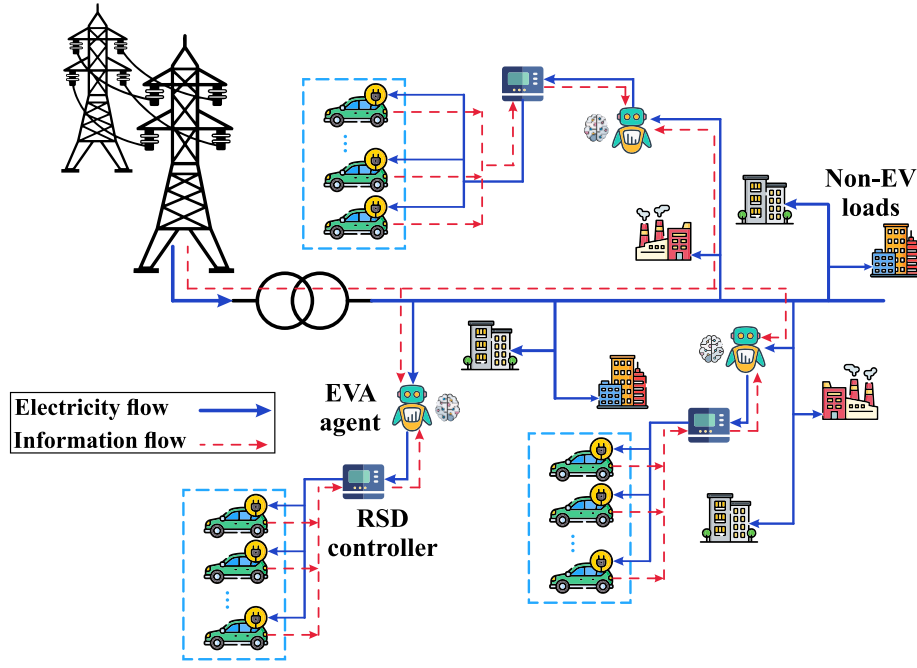 Non-EV
loads
EVA
agent
Electricity flow
Information flow
RSD
controller